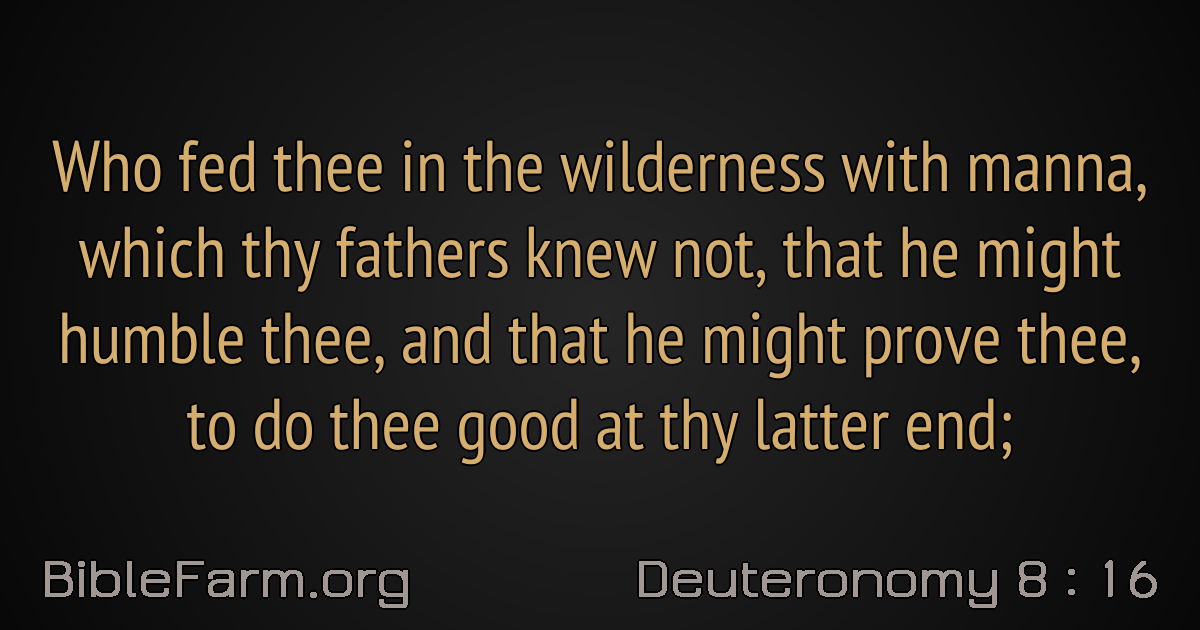 Who fed thee in the wilderness with manna,
which thy fathers knew not, that he might
humble thee, and that he might prove thee,
to do thee good at thy latter end;
BibleFarm.org
Deuteronomy 8 : 16